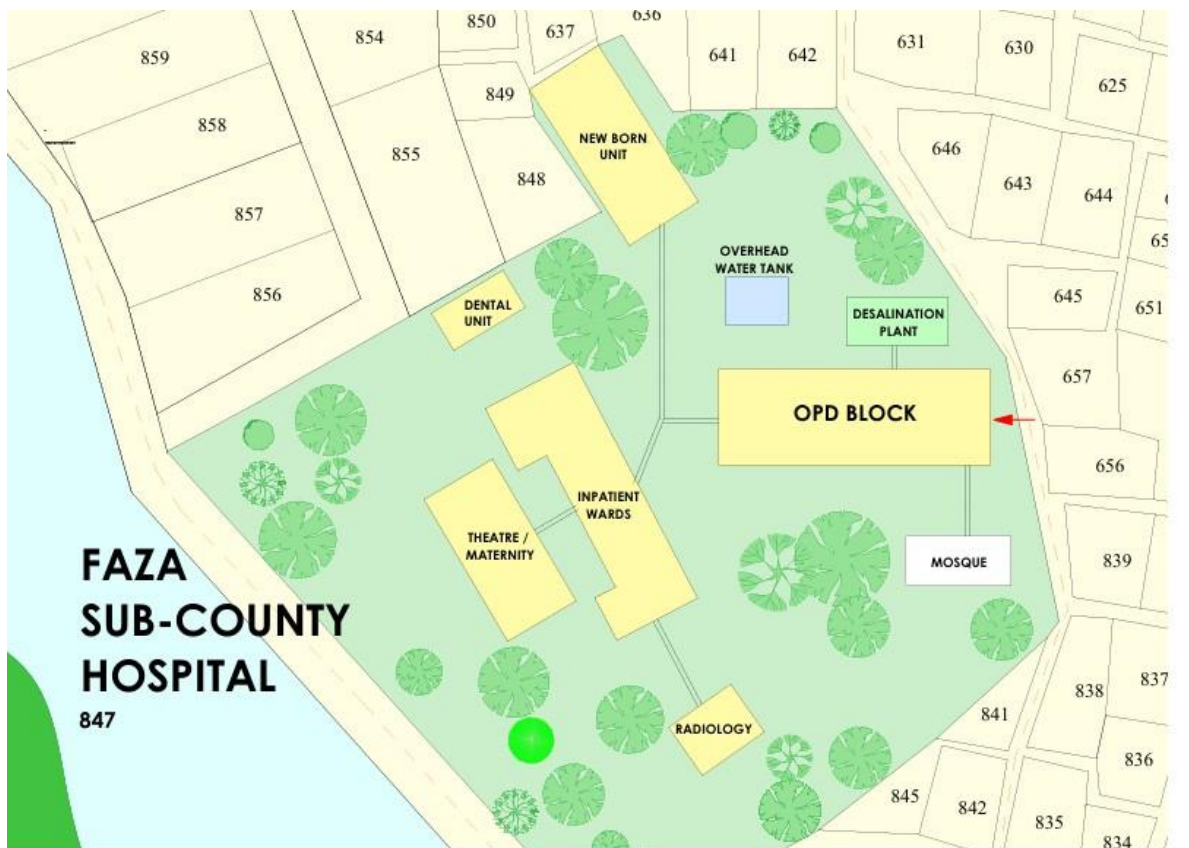 859
854
850
637
636
641
642
631
630
625
858
849
855
848
NEW BORN
UNIT
646
643
644
857
856
OVERHEAD
WATER TANK
DENTAL
UNIT
DESALINATION
PLANT
645
651
657
OPD BLOCK
656
INPATIENT
WARDS
THEATRE /
MATERNITY
MOSQUE
839
FAZA
SUB-COUNTY
HOSPITAL
847
RADIOLOGY
838
837
841
836
845
842
835
834